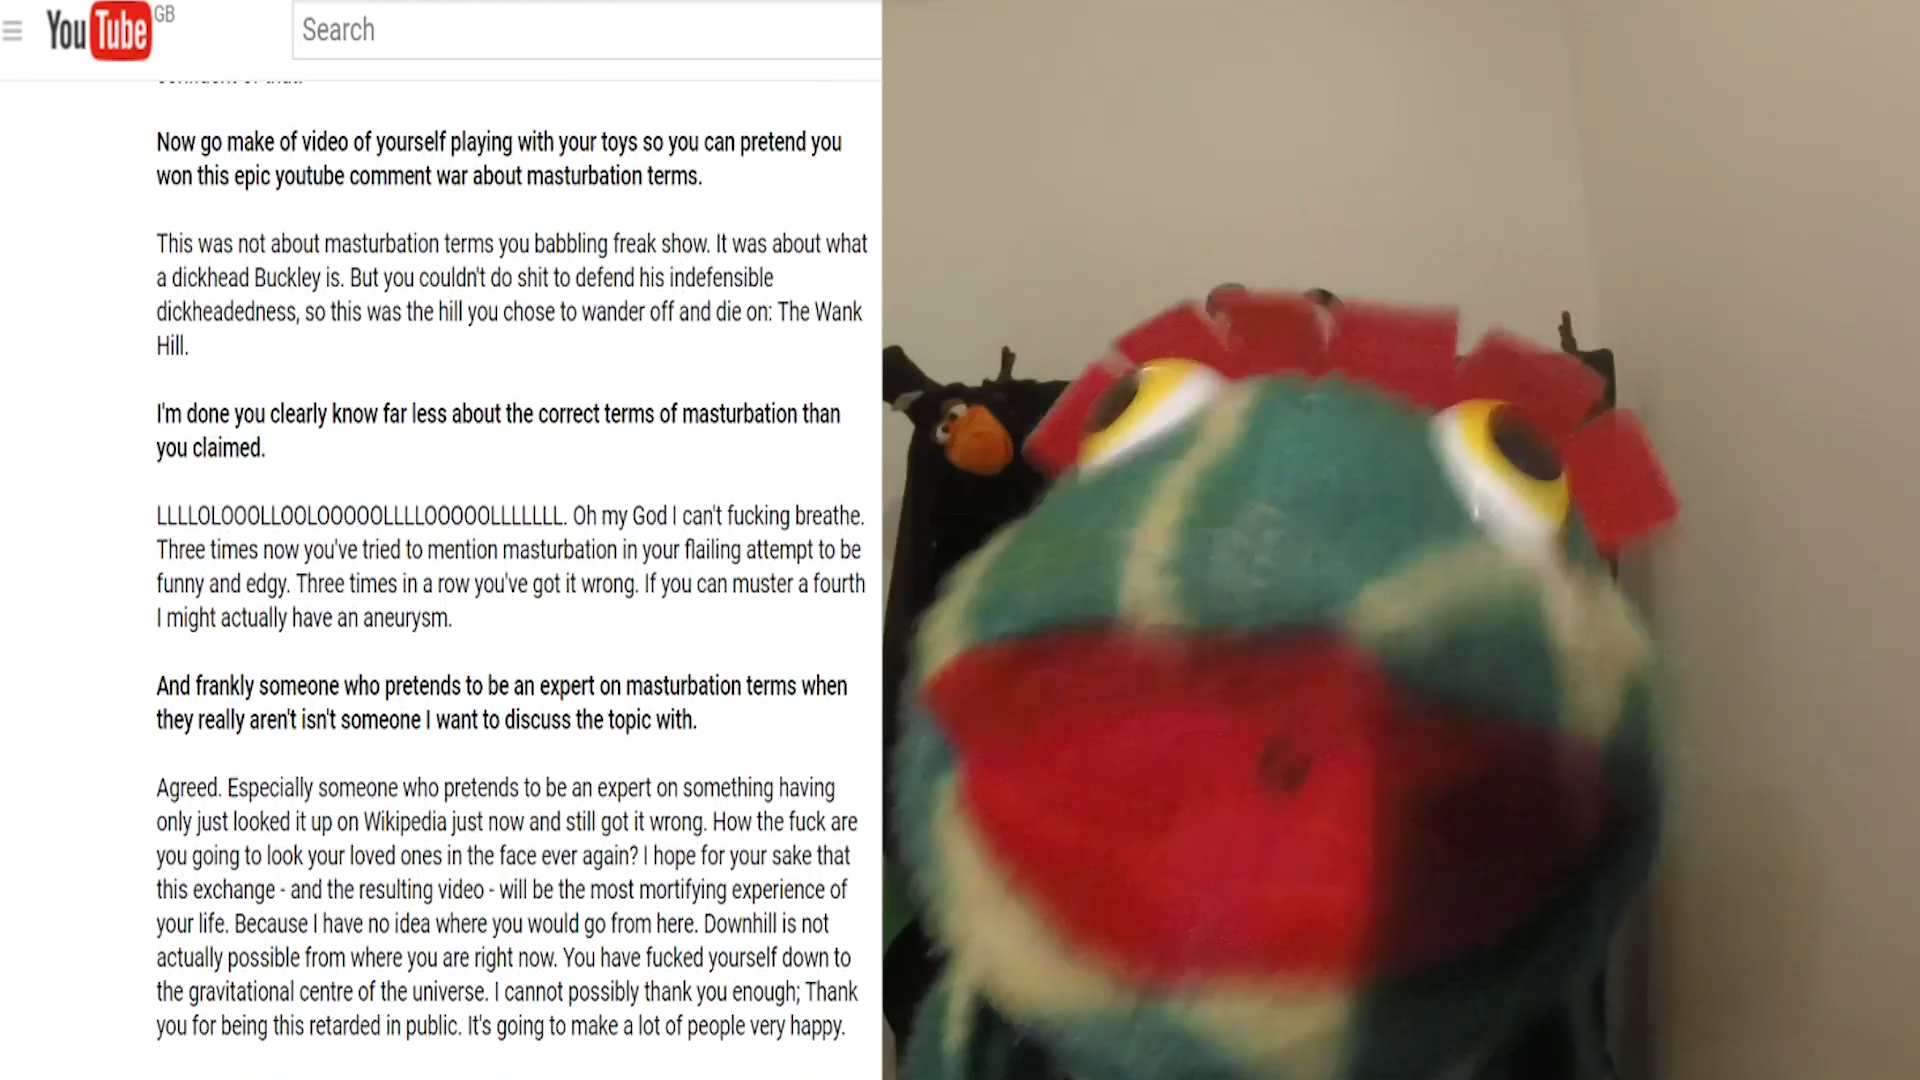 YouTube GB
Search
Now go make of video of yourself playing with your toys so you can pretend you
won this epic youtube comment war about masturbation terms.
This was not about masturbation terms you babbling freak show. It was about what
a dickhead Buckley is. But you couldn't do shit to defend his indefensible
dickheadedness, so this was the hill you chose to wander off and die on: The Wank
Hill.
I'm done you clearly know far less about the correct terms of masturbation than
you claimed.
LLLLOLOOOLLOOLOOOOOLLLLOOOOOLLLLLLL. Oh my God I can't fucking breathe.
Three times now you've tried to mention masturbation in your flailing attempt to be
funny and edgy. Three times in a row you've got it wrong. If you can muster a fourth
I might actually have an aneurysm.
And frankly someone who pretends to be an expert on masturbation terms when
they really aren't isn't someone I want to discuss the topic with.
Agreed. Especially someone who pretends to be an expert on something having
only just looked it up on Wikipedia just now and still got it wrong. How the fuck are
you going to look your loved ones in the face ever again? I hope for your sake that
this exchange - and the resulting video - will be the most mortifying experience of
your life. Because I have no idea where you would go from here. Downhill is not
actually possible from where you are right now. You have fucked yourself down to
the gravitational centre of the universe. I cannot possibly thank you enough; Thank
you for being this retarded in public. It's going to make a lot of people very happy.